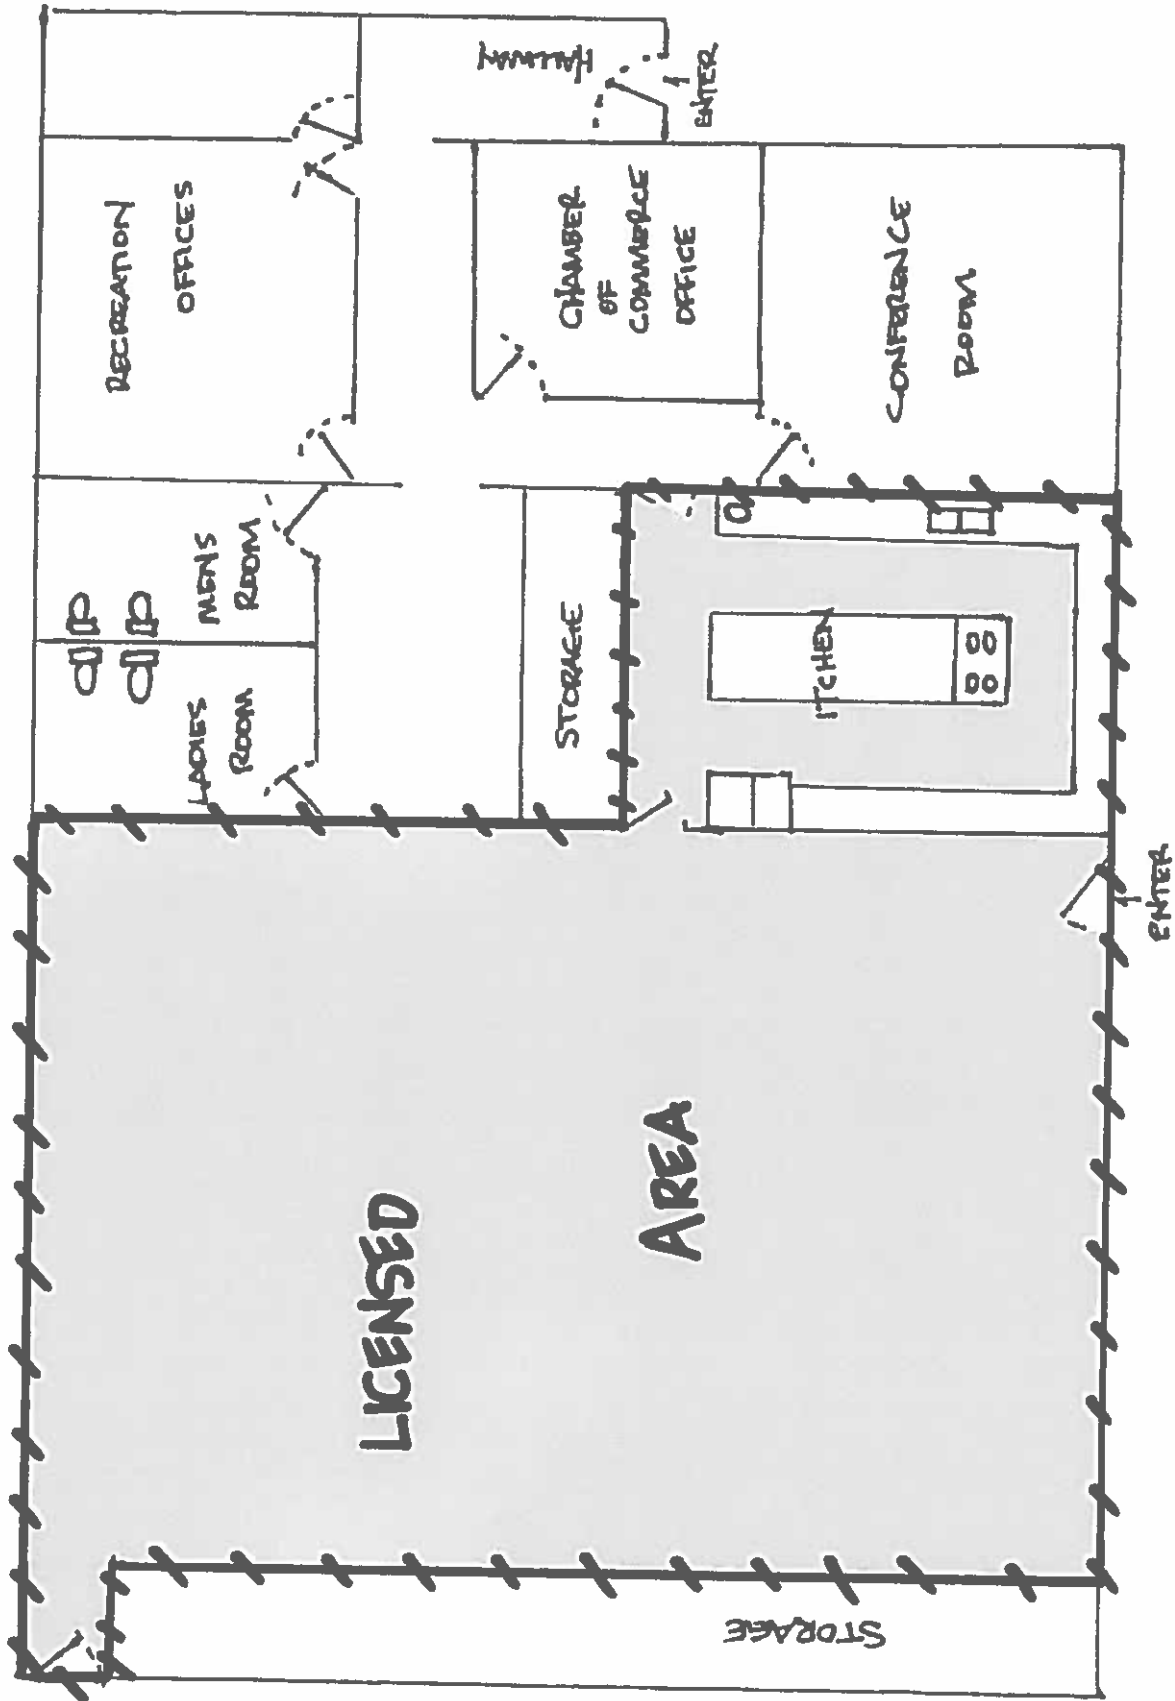 HALLWAY
ENTER
RECREATION
OFFICES
CHAMBER
OF
COMMERCE
OFFICE
CONFERENCE
ROOM
MENS
ROOM
LADIES
ROOM
STORAGE
ITCHEN
ENTER
LICENSED
AREA
STORAGE